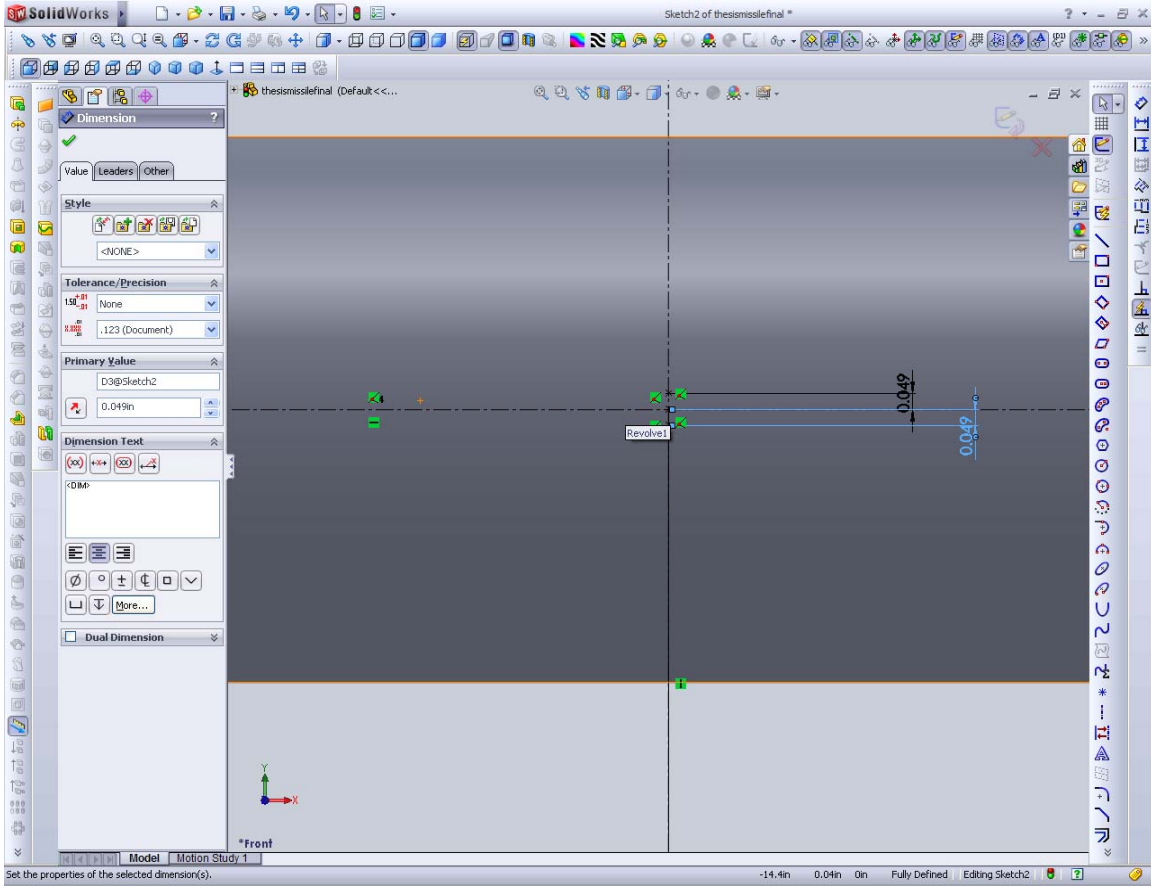 SolidWorks
Sketch2 of thesismissilefinal *
thesismissilefinal (Default<<...
Dimension
?
Value
Leaders
Other
Style
<NONE>
Tolerance/Precision
None
.123 (Document)
Primary Value
D3@Sketch2
0.049in
Dimension Text
<DIM>
More...
Dual Dimension
0.049
0.049
Revolve1
Y
X
*Front
Model
Motion Study 1
Set the properties of the selected dimension(s).
-14.4in
0.04in
0in
Fully Defined
Editing Sketch2